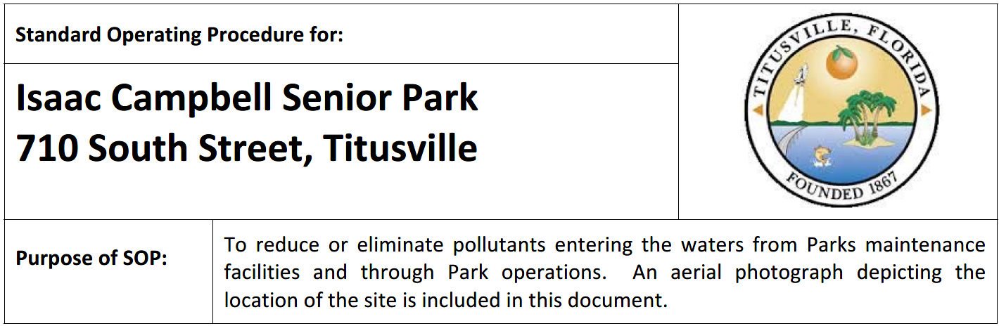 Standard Operating Procedure for:
Isaac Campbell Senior Park
710 South Street, Titusville
TITUSVILLE, FLORIDA
FOUNDED 1867
Purpose of SOP:
To reduce or eliminate pollutants entering the waters from Parks maintenance
facilities and through Park operations.  An aerial photograph depicting the
location of the site is included in this document.